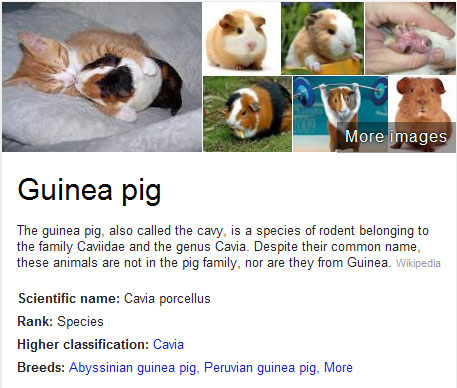 More images
Guinea pig
The guinea pig, also called the cavy, is a species of rodent belonging to
the family Caviidae and the genus Cavia. Despite their common name,
these animals are not in the pig family, nor are they from Guinea. Wikipedia
Scientific name: Cavia porcellus
Rank: Species
Higher classification: Cavia
Breeds: Abyssinian guinea pig, Peruvian guinea pig, More